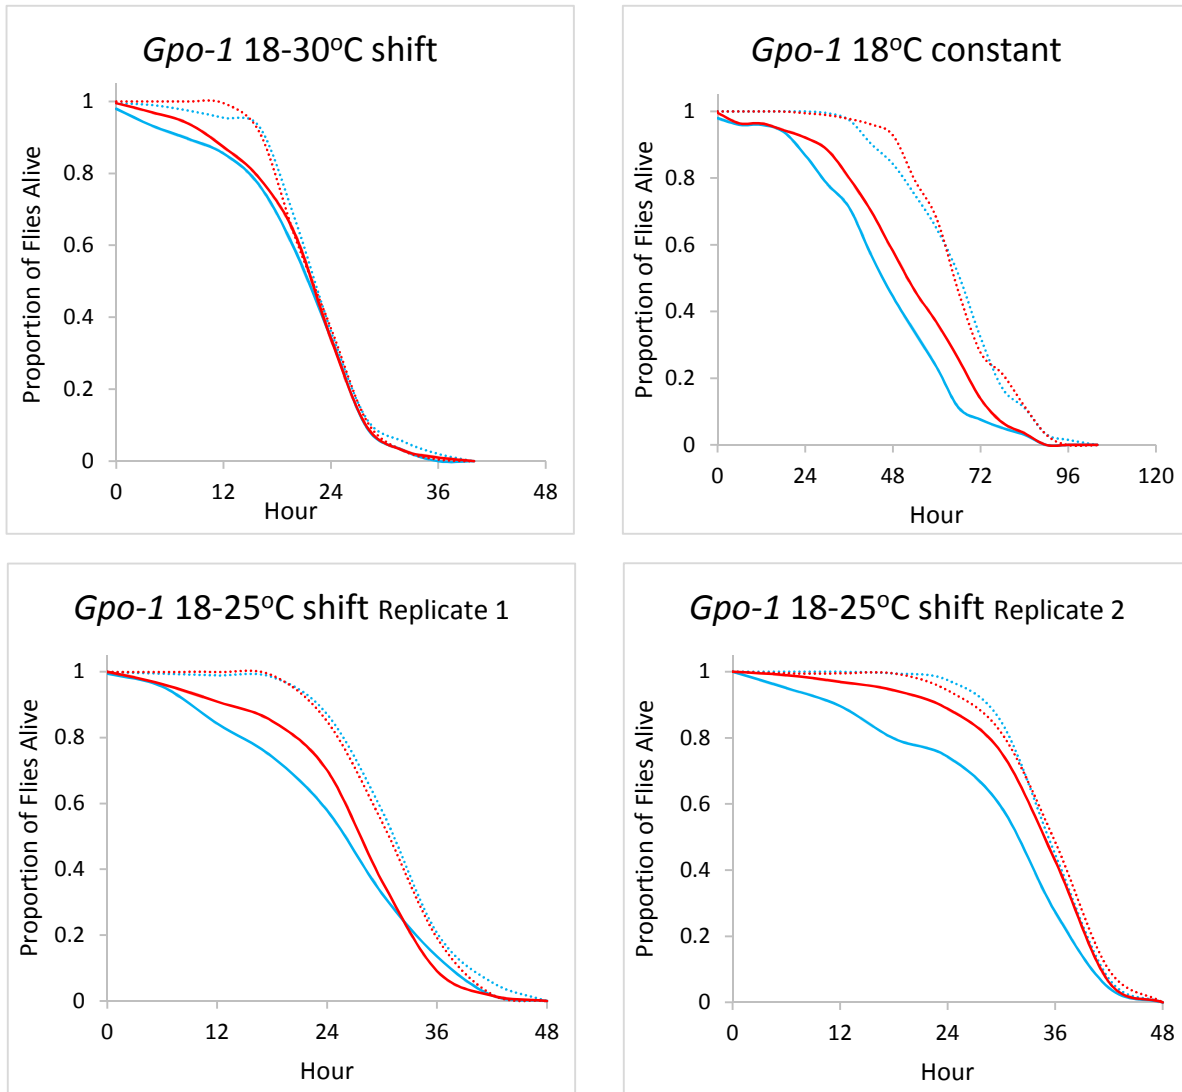 Gpo-1 18-30ºC shift
Proportion of Flies Alive
1
0.8
0.6
0.4
0.2
0
0 12 24 36 48
Hour
Gpo-1 18ºC constant
Proportion of Flies Alive
1
0.8
0.6
0.4
0.2
0
0 24 48 72 96 120
Hour
Gpo-1 18-25ºC shift Replicate 1
Proportion of Flies Alive
1
0.8
0.6
0.4
0.2
0
0 12 24 36 48
Hour
Gpo-1 18-25ºC shift Replicate 2
Proportion of Flies Alive
1
0.8
0.6
0.4
0.2
0
0 12 24 36 48
Hour